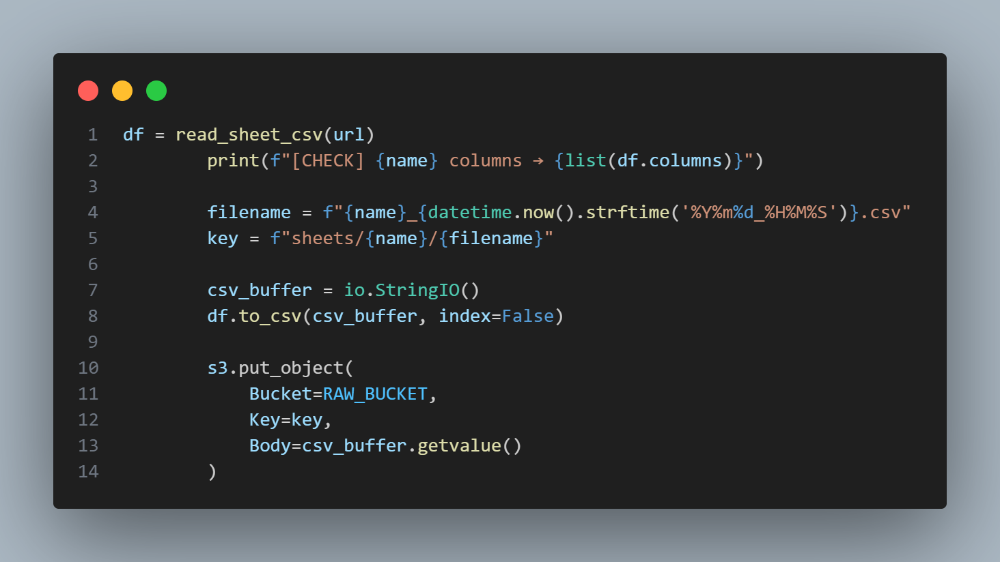 1 df = read_sheet_csv(url)
2         print(f"[CHECK] {name} columns → {list(df.columns)}")
3
4         filename = f"{name}_{datetime.now().strftime('%Y%m%d_%H%M%S')}.csv"
5         key = f"sheets/{name}/{filename}"
6
7         csv_buffer = io.StringIO()
8         df.to_csv(csv_buffer, index=False)
9
10         s3.put_object(
11             Bucket=RAW_BUCKET,
12             Key=key,
13             Body=csv_buffer.getvalue()
14         )